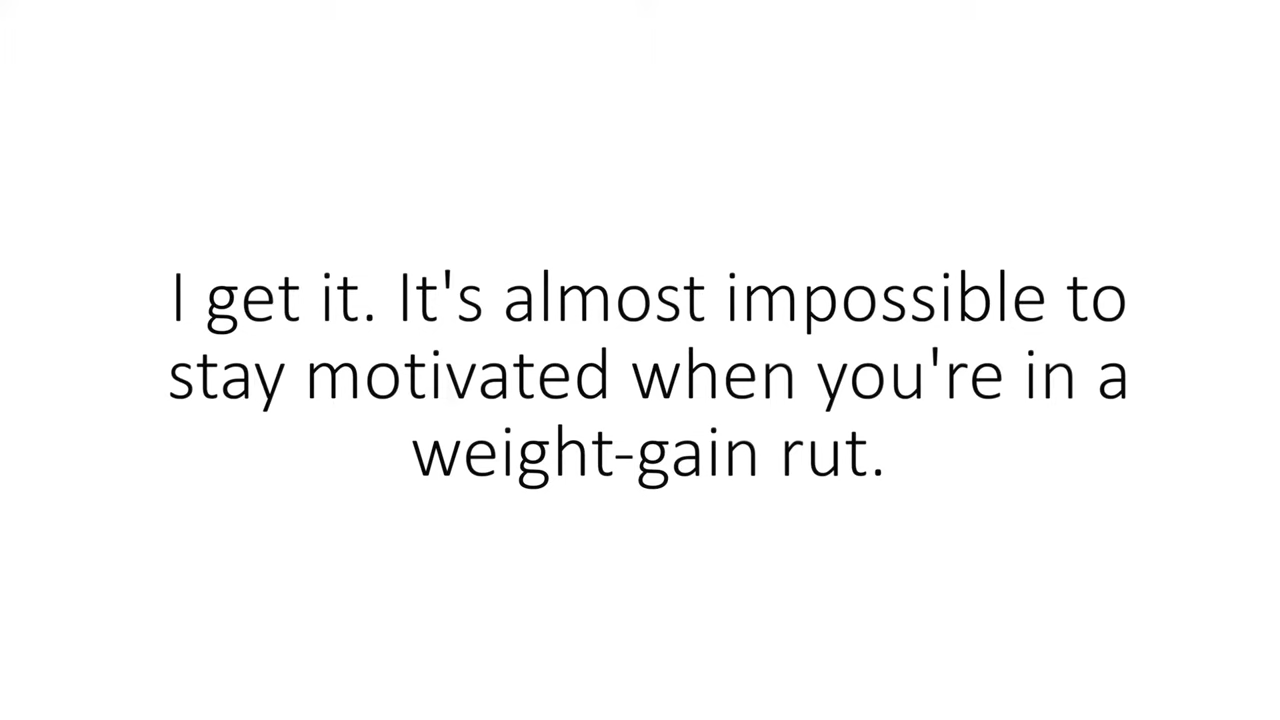 I get it. It's almost impossible to
stay motivated when you're in a
weight-gain rut.